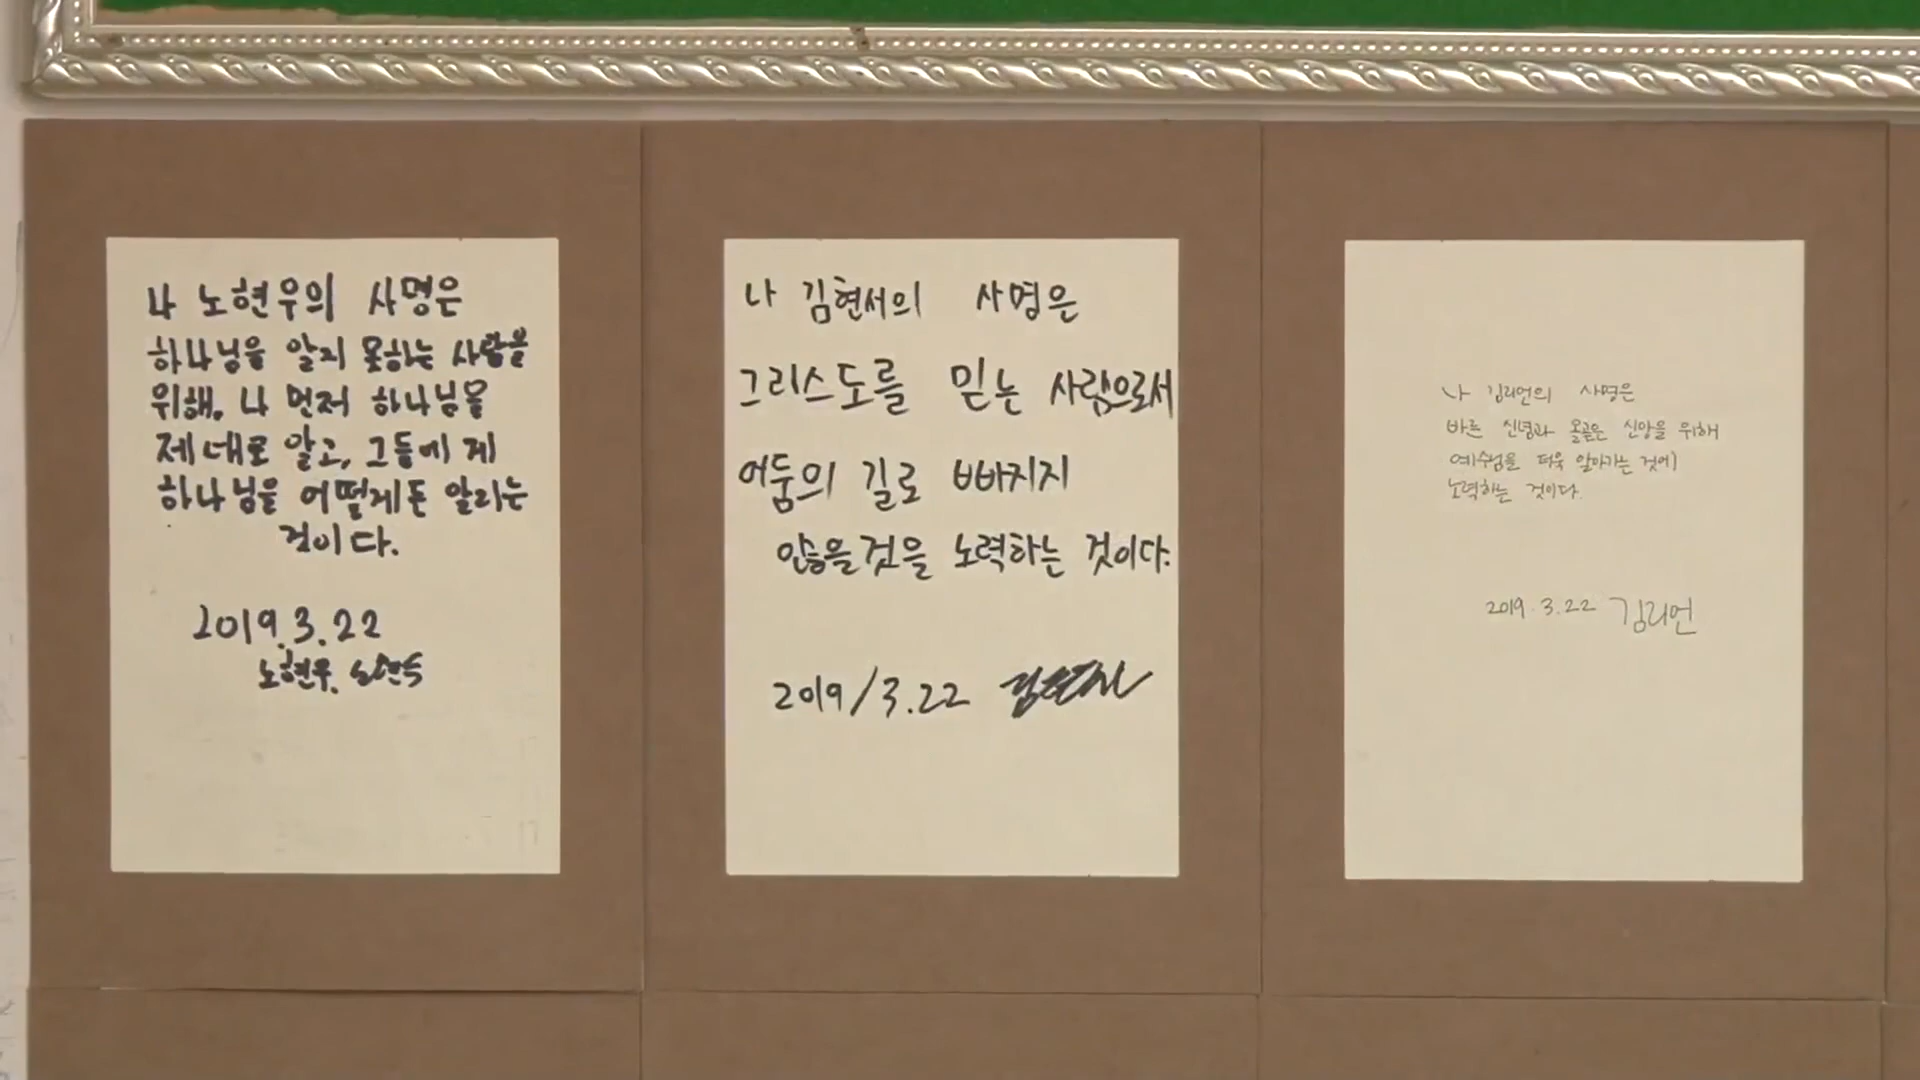 나 노현우의 사명은
하나님을 알지 못하는 사람을
위해, 나 먼저 하나님을
제대로 알고, 그들에게
하나님을 어떻게든 알리는
것이다.
2019.3.22
노현우.
나 김현서의 사명은
그리스도를 믿는 사람으로서
어둠의 길로 빠지지
않을것을 노력하는 것이다.
2019/3.22
나 김리언의 사명은
바른 신념과 올곧은 신앙을 위해
예수님을 더욱 알아가는 것에
노력하는 것이다.
2019.3.22 김리언